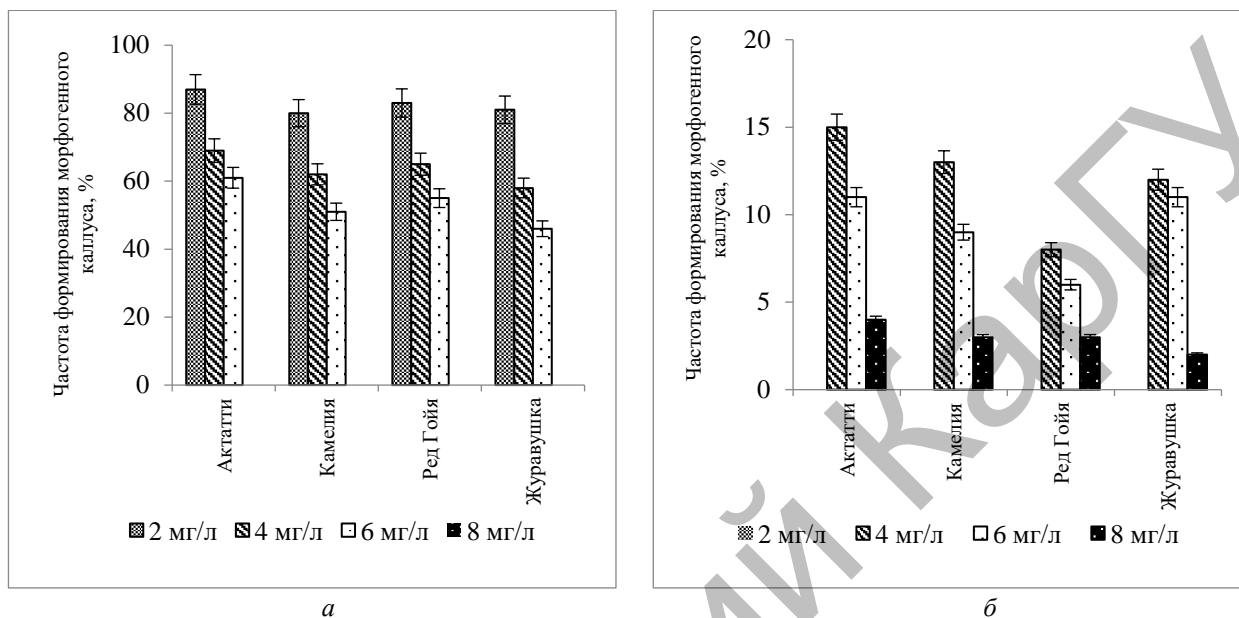 Частота формирования морфогенного
каллуса, %
100
80
60
40
20
0
Актатти
Камелия
Ред Гойя
Журавушка
2 мг/л 4 мг/л 6 мг/л 8 мг/л
а
Частота формирования морфогенного
каллуса, %
20
15
10
5
0
Актатти
Камелия
Ред Гойя
Журавушка
2 мг/л 4 мг/л 6 мг/л 8 мг/л
б
ий КарГУ